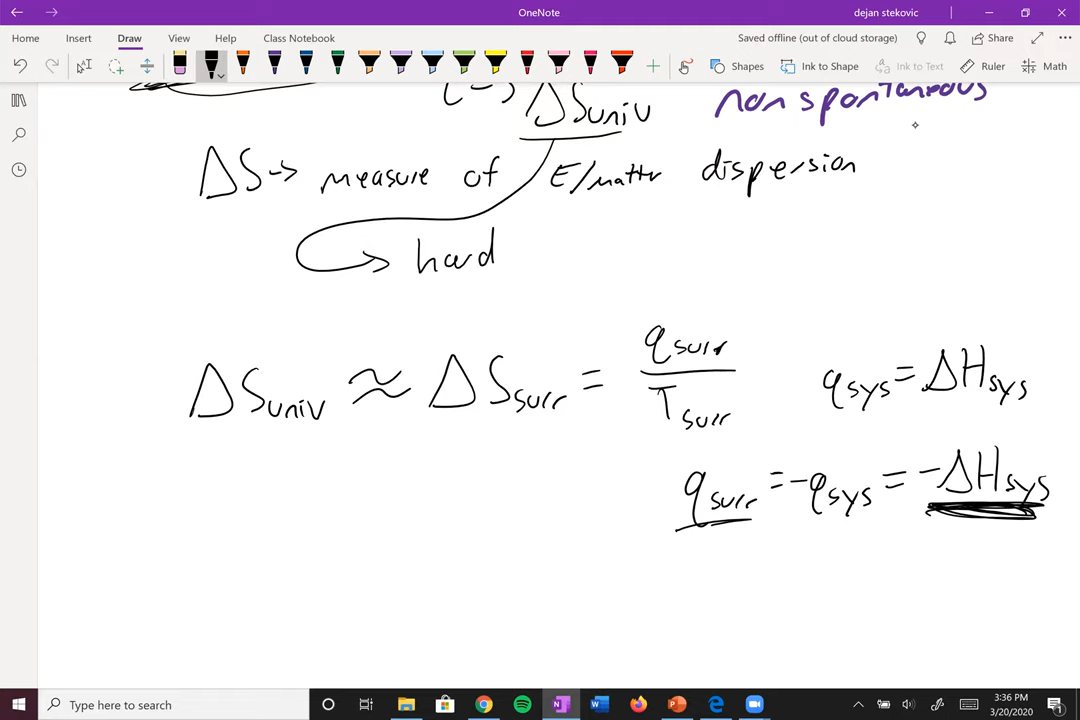 OneNote
dejan stekovic
Home Insert Draw View Help Class Notebook
Saved offline (out of cloud storage) Share
Shapes Ink to Shape Ink to Text Ruler Math
(-) ΔSuniv nonspontaneous
ΔS → measure of E/matter dispersion
→ hard
ΔSuniv ≈ ΔSsurr = qsurr / Tsurr
qsys = ΔHsys
qsurr = -qsys = -ΔHsys
Type here to search
3:36 PM
3/20/2020
1